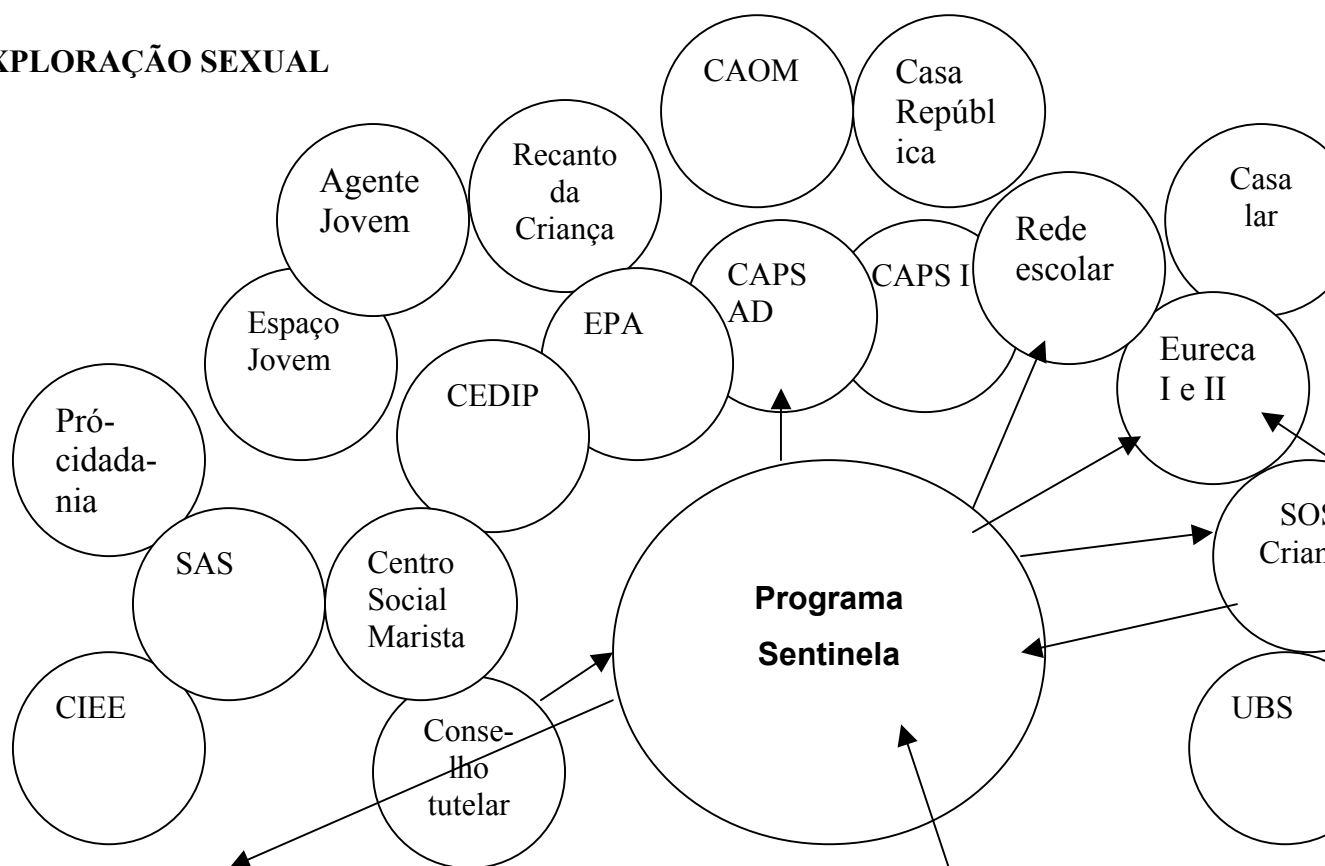 XPLORAÇÃO SEXUAL
CAOM
Casa
Repúbl
ica
Recanto
da
Criança
Agente
Jovem
Casa
lar
Rede
escolar
CAPS
AD
CAPS I
EPA
Espaço
Jovem
Eureca
I e II
CEDIP
Pró-
cidada-
nia
SOS
Crian
SAS
Centro
Social
Marista
Programa
Sentinela
CIEE
UBS
Conse-
lho
tutelar